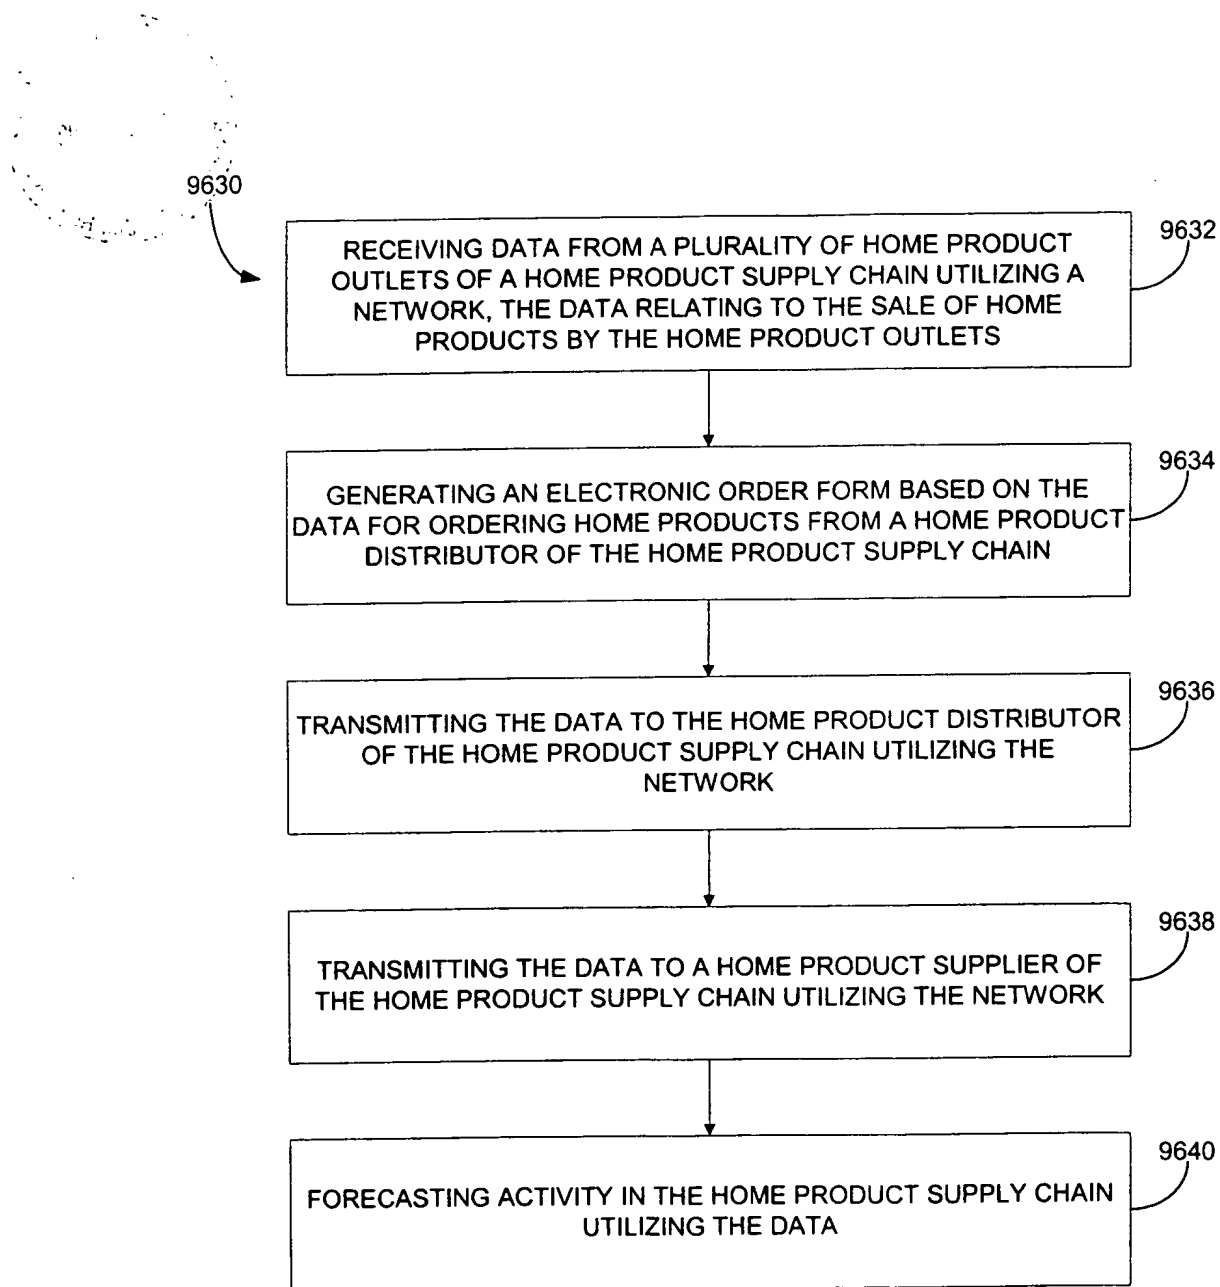 9630
RECEIVING DATA FROM A PLURALITY OF HOME PRODUCT
OUTLETS OF A HOME PRODUCT SUPPLY CHAIN UTILIZING A
NETWORK, THE DATA RELATING TO THE SALE OF HOME
PRODUCTS BY THE HOME PRODUCT OUTLETS
9632
GENERATING AN ELECTRONIC ORDER FORM BASED ON THE
DATA FOR ORDERING HOME PRODUCTS FROM A HOME PRODUCT
DISTRIBUTOR OF THE HOME PRODUCT SUPPLY CHAIN
9634
TRANSMITTING THE DATA TO THE HOME PRODUCT DISTRIBUTOR
OF THE HOME PRODUCT SUPPLY CHAIN UTILIZING THE
NETWORK
9636
TRANSMITTING THE DATA TO A HOME PRODUCT SUPPLIER OF
THE HOME PRODUCT SUPPLY CHAIN UTILIZING THE NETWORK
9638
FORECASTING ACTIVITY IN THE HOME PRODUCT SUPPLY CHAIN
UTILIZING THE DATA
9640